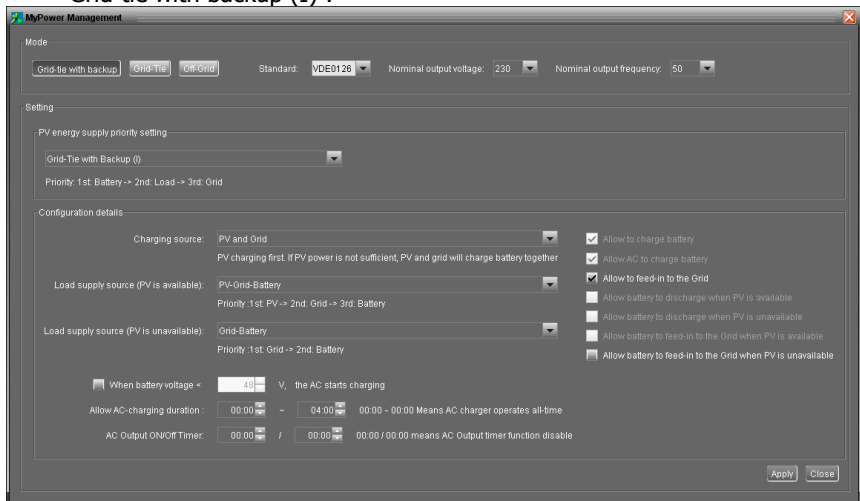 Grid-tie with backup (I) :
MyPower Management
Mode
Grid-tie with backup Grid-Tie Off-Grid Standard: VDE0126 Nominal output voltage: 230 Nominal output frequency: 50
Setting
PV energy supply priority setting
Grid-Tie with Backup (I)
Priority: 1st: Battery -> 2nd: Load -> 3rd: Grid
Configuration details
Charging source: PV and Grid
PV charging first. If PV power is not sufficient, PV and grid will charge battery together
Load supply source (PV is available): PV-Grid-Battery
Priority :1st: PV -> 2nd: Grid -> 3rd: Battery
Load supply source (PV is unavailable): Grid-Battery
Priority :1st: Grid -> 2nd: Battery
Allow to charge battery
Allow AC to charge battery
Allow to feed-in to the Grid
Allow battery to discharge when PV is available
Allow battery to discharge when PV is unavailable
Allow battery to feed-in to the Grid when PV is available
Allow battery to feed-in to the Grid when PV is unavailable
When battery voltage < 48 V, the AC starts charging
Allow AC-charging duration : 00:00 ~ 04:00 00:00 - 00:00 Means AC charger operates all-time
AC Output ON/Off Timer: 00:00 / 00:00 00:00 / 00:00 means AC Output timer function disable
Apply Close